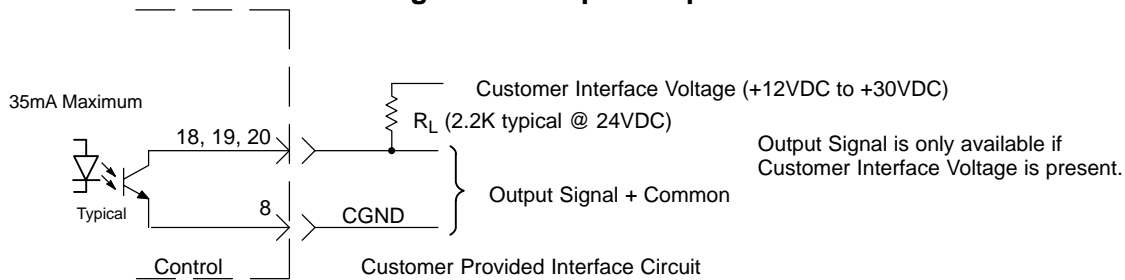 Customer Interface Voltage (+12VDC to +30VDC)
35mA Maximum
R_L (2.2K typical @ 24VDC)
18, 19, 20
Output Signal is only available if
Customer Interface Voltage is present.
Output Signal + Common
Typical
8
CGND
Control
Customer Provided Interface Circuit